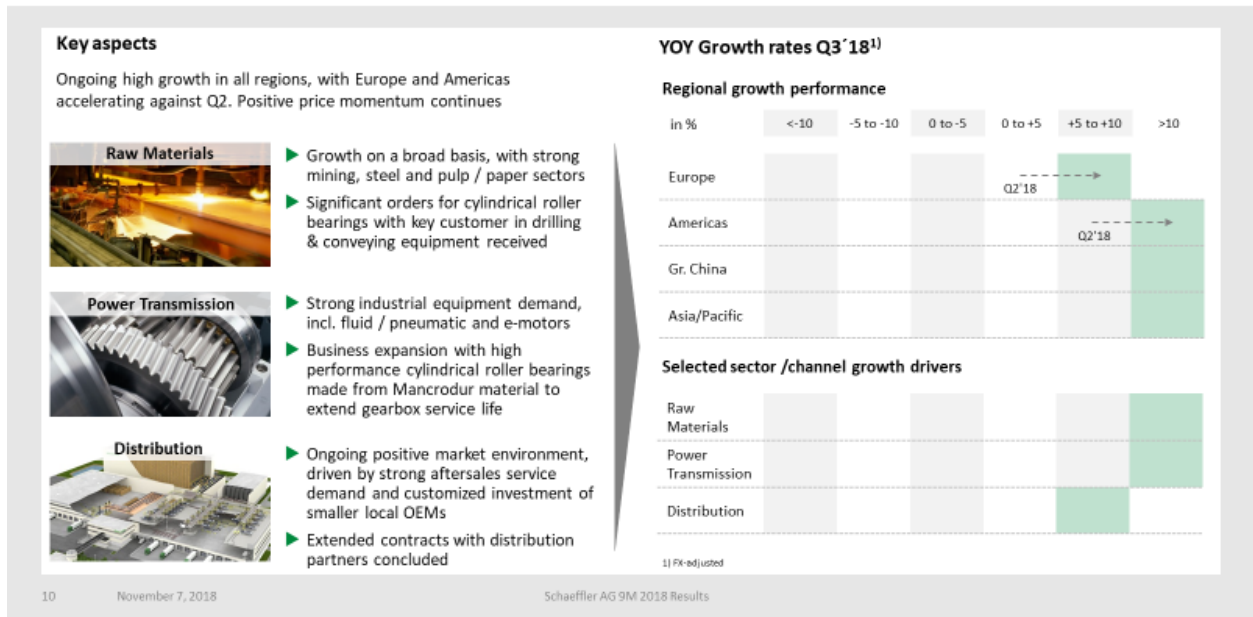 Key aspects
Ongoing high growth in all regions, with Europe and Americas
accelerating against Q2. Positive price momentum continues
Raw Materials
Growth on a broad basis, with strong
mining, steel and pulp / paper sectors
Significant orders for cylindrical roller
bearings with key customer in drilling
& conveying equipment received
Power Transmission
Strong industrial equipment demand,
incl. fluid / pneumatic and e-motors
Business expansion with high
performance cylindrical roller bearings
made from Mancrodur material to
extend gearbox service life
Distribution
Ongoing positive market environment,
driven by strong aftersales service
demand and customized investment of
smaller local OEMs
Extended contracts with distribution
partners concluded
YOY Growth rates Q3´18¹⁾
Regional growth performance
in % <-10 -5 to -10 0 to -5 0 to +5 +5 to +10 >10
Europe
Q2'18
Americas
Q2'18
Gr. China
Asia/Pacific
Selected sector /channel growth drivers
Raw
Materials
Power
Transmission
Distribution
1) FX-adjusted
10 November 7, 2018 Schaeffler AG 9M 2018 Results